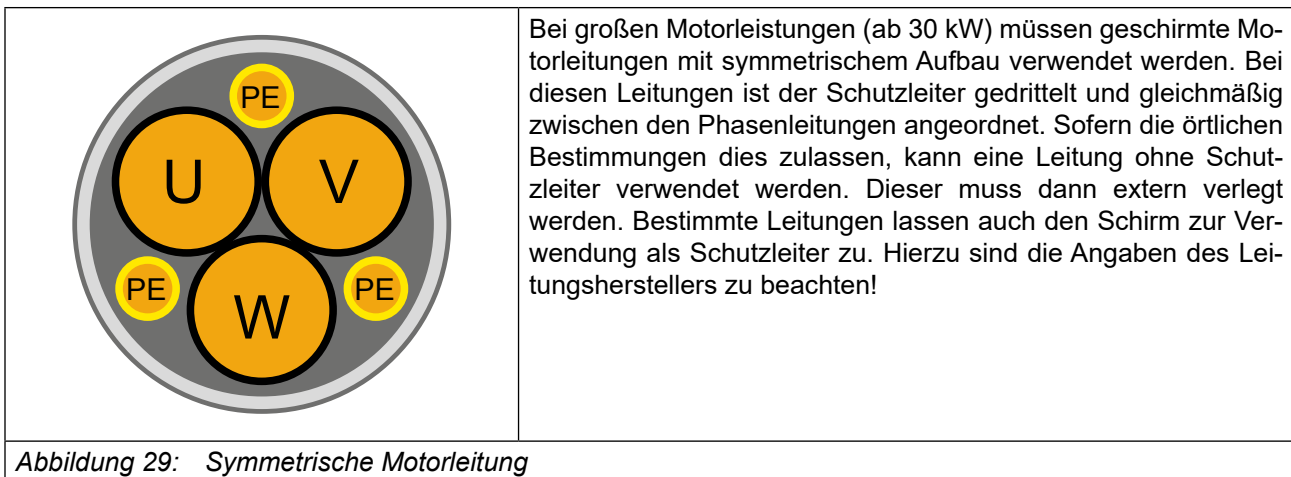 PE
U V
PE PE
W
Bei großen Motorleistungen (ab 30 kW) müssen geschirmte Mo-
torleitungen mit symmetrischem Aufbau verwendet werden. Bei
diesen Leitungen ist der Schutzleiter gedrittelt und gleichmäßig
zwischen den Phasenleitungen angeordnet. Sofern die örtlichen
Bestimmungen dies zulassen, kann eine Leitung ohne Schut-
zleiter verwendet werden. Dieser muss dann extern verlegt
werden. Bestimmte Leitungen lassen auch den Schirm zur Ver-
wendung als Schutzleiter zu. Hierzu sind die Angaben des Lei-
tungsherstellers zu beachten!
Abbildung 29: Symmetrische Motorleitung